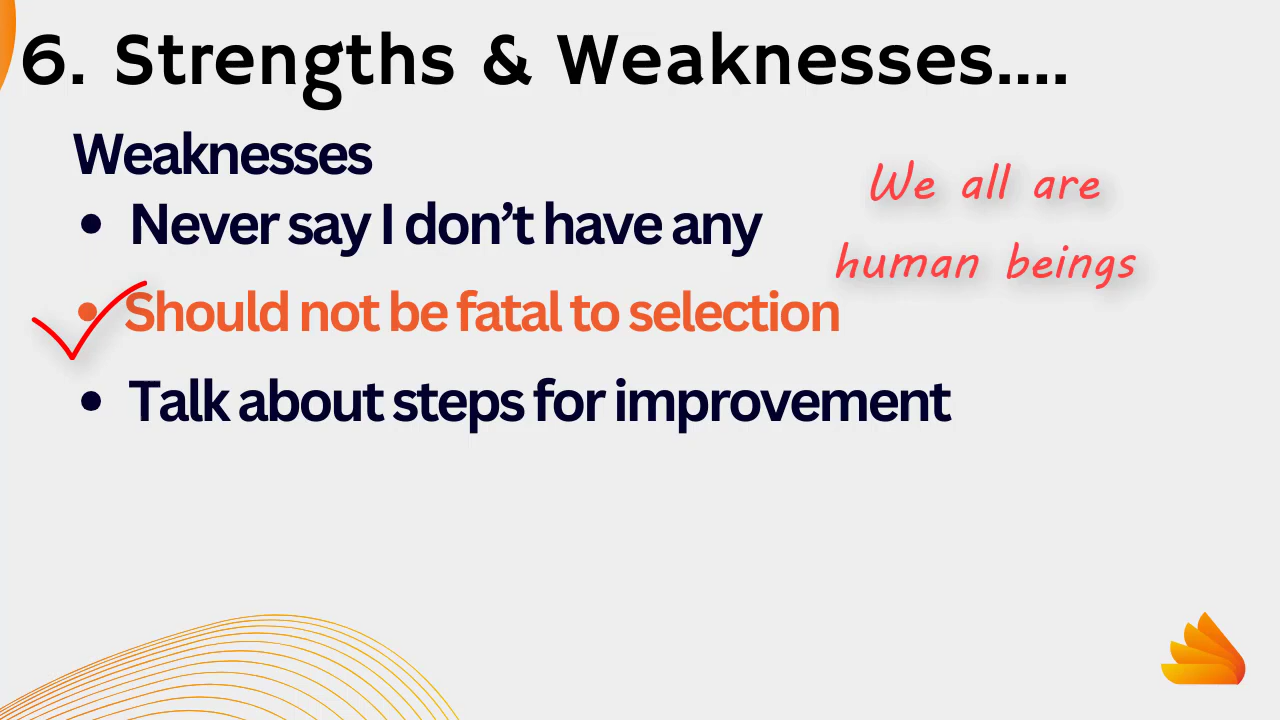 6. Strengths & Weaknesses....
Weaknesses
• Never say I don’t have any
We all are
human beings
• Should not be fatal to selection
• Talk about steps for improvement